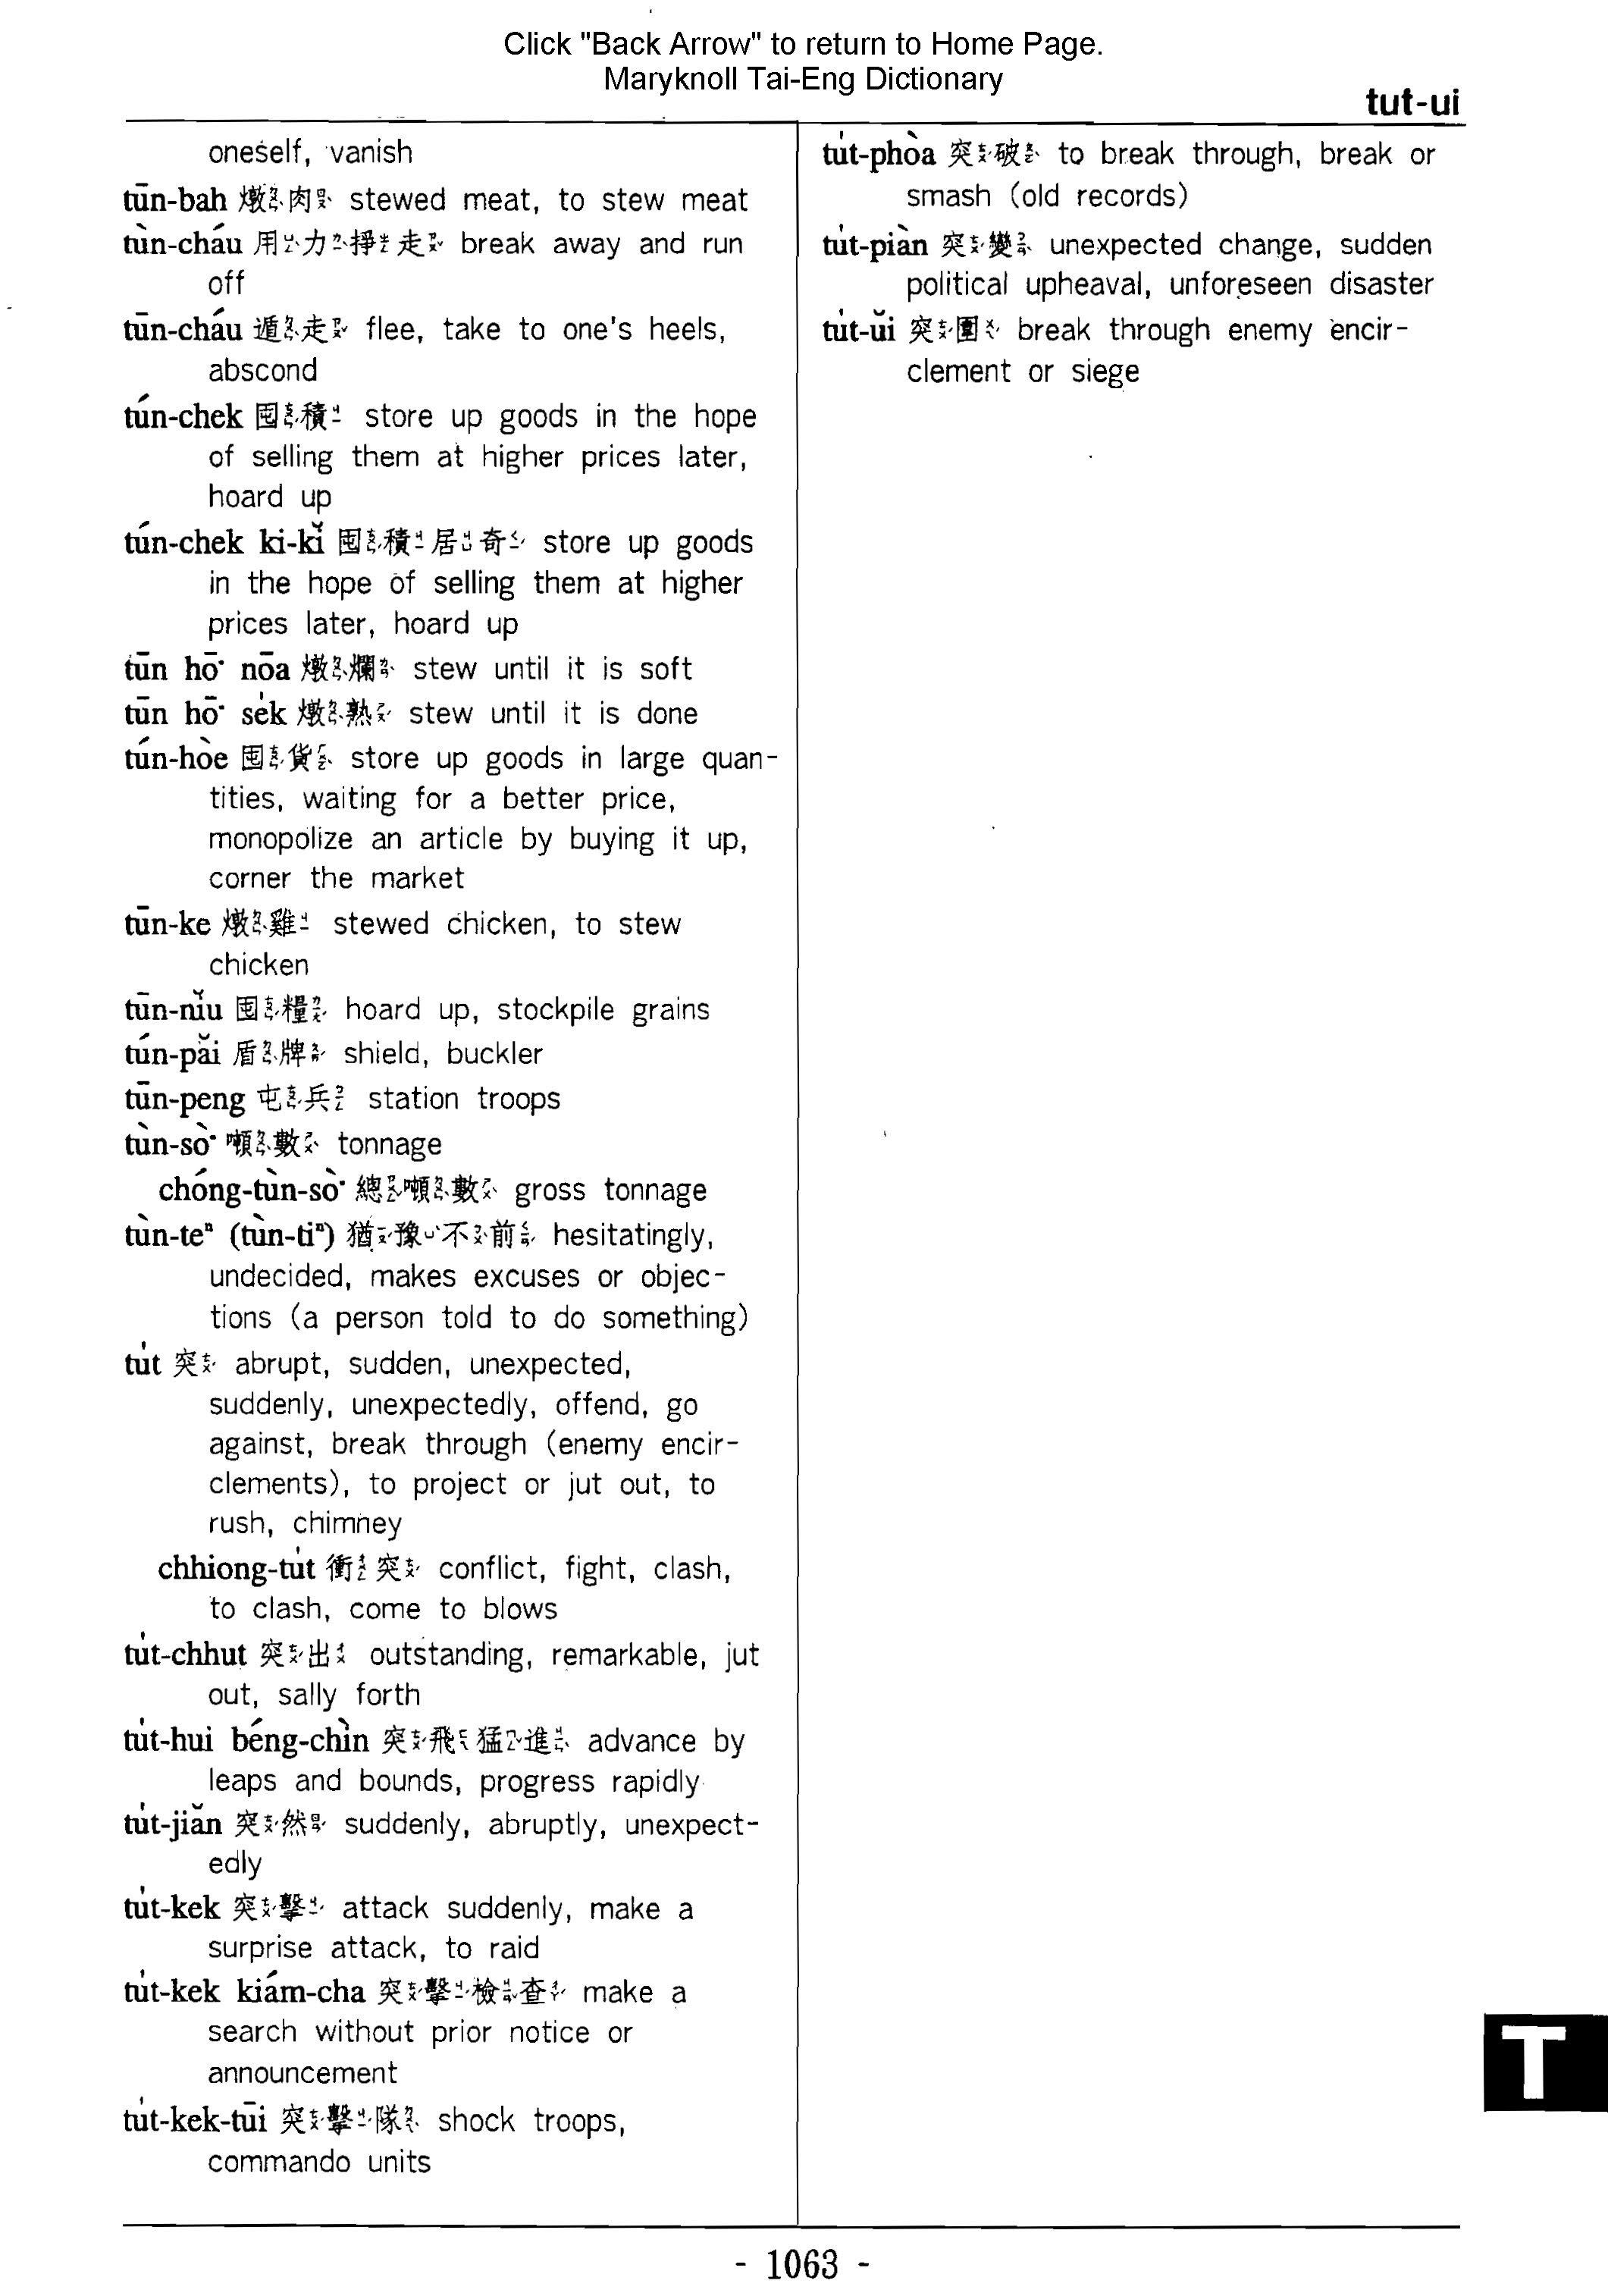 Click "Back Arrow" to return to Home Page.
Maryknoll Tai-Eng Dictionary
tut-ui
oneself, vanish
tūn-bah 燉肉 stewed meat, to stew meat
tùn-cháu 用力掙走 break away and run
off
tūn-cháu 遁走 flee, take to one's heels,
abscond
tún-chek 囤積 store up goods in the hope
of selling them at higher prices later,
hoard up
tún-chek ki-kǐ 囤積居奇 store up goods
in the hope of selling them at higher
prices later, hoard up
tūn hō͘ nōa 燉爛 stew until it is soft
tūn hō͘ se̍k 燉熟 stew until it is done
tún-hòe 囤貨 store up goods in large quan-
tities, waiting for a better price,
monopolize an article by buying it up,
corner the market
tūn-ke 燉雞 stewed chicken, to stew
chicken
tūn-nǐu 囤糧 hoard up, stockpile grains
tún-pǎi 盾牌 shield, buckler
tūn-peng 屯兵 station troops
tùn-sò͘ 噸數 tonnage
chóng-tùn-sò͘ 總噸數 gross tonnage
tùn-teⁿ (tùn-tiⁿ) 猶豫不前 hesitatingly,
undecided, makes excuses or objec-
tions (a person told to do something)
tu̍t 突 abrupt, sudden, unexpected,
suddenly, unexpectedly, offend, go
against, break through (enemy encir-
clements), to project or jut out, to
rush, chimney
chhiong-tu̍t 衝突 conflict, fight, clash,
to clash, come to blows
tu̍t-chhut 突出 outstanding, remarkable, jut
out, sally forth
tu̍t-hui béng-chìn 突飛猛進 advance by
leaps and bounds, progress rapidly
tu̍t-jiǎn 突然 suddenly, abruptly, unexpect-
edly
tu̍t-kek 突擊 attack suddenly, make a
surprise attack, to raid
tu̍t-kek kiám-cha 突擊檢查 make a
search without prior notice or
announcement
tu̍t-kek-tūi 突擊隊 shock troops,
commando units
tu̍t-phòa 突破 to break through, break or
smash (old records)
tu̍t-piàn 突變 unexpected change, sudden
political upheaval, unforeseen disaster
tu̍t-ǔi 突圍 break through enemy encir-
clement or siege
T
- 1063 -